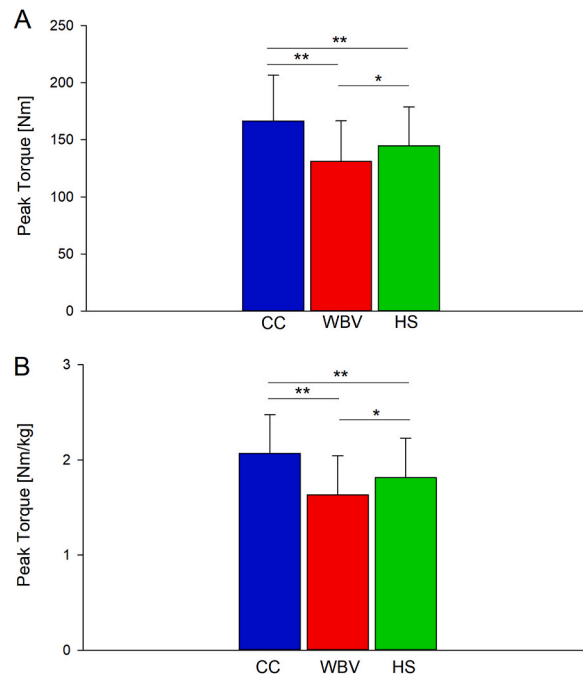 A
Peak Torque [Nm]
250
200
150
100
50
0
**
**
*
CC WBV HS
B
Peak Torque [Nm/kg]
3
2
1
0
**
**
*
CC WBV HS